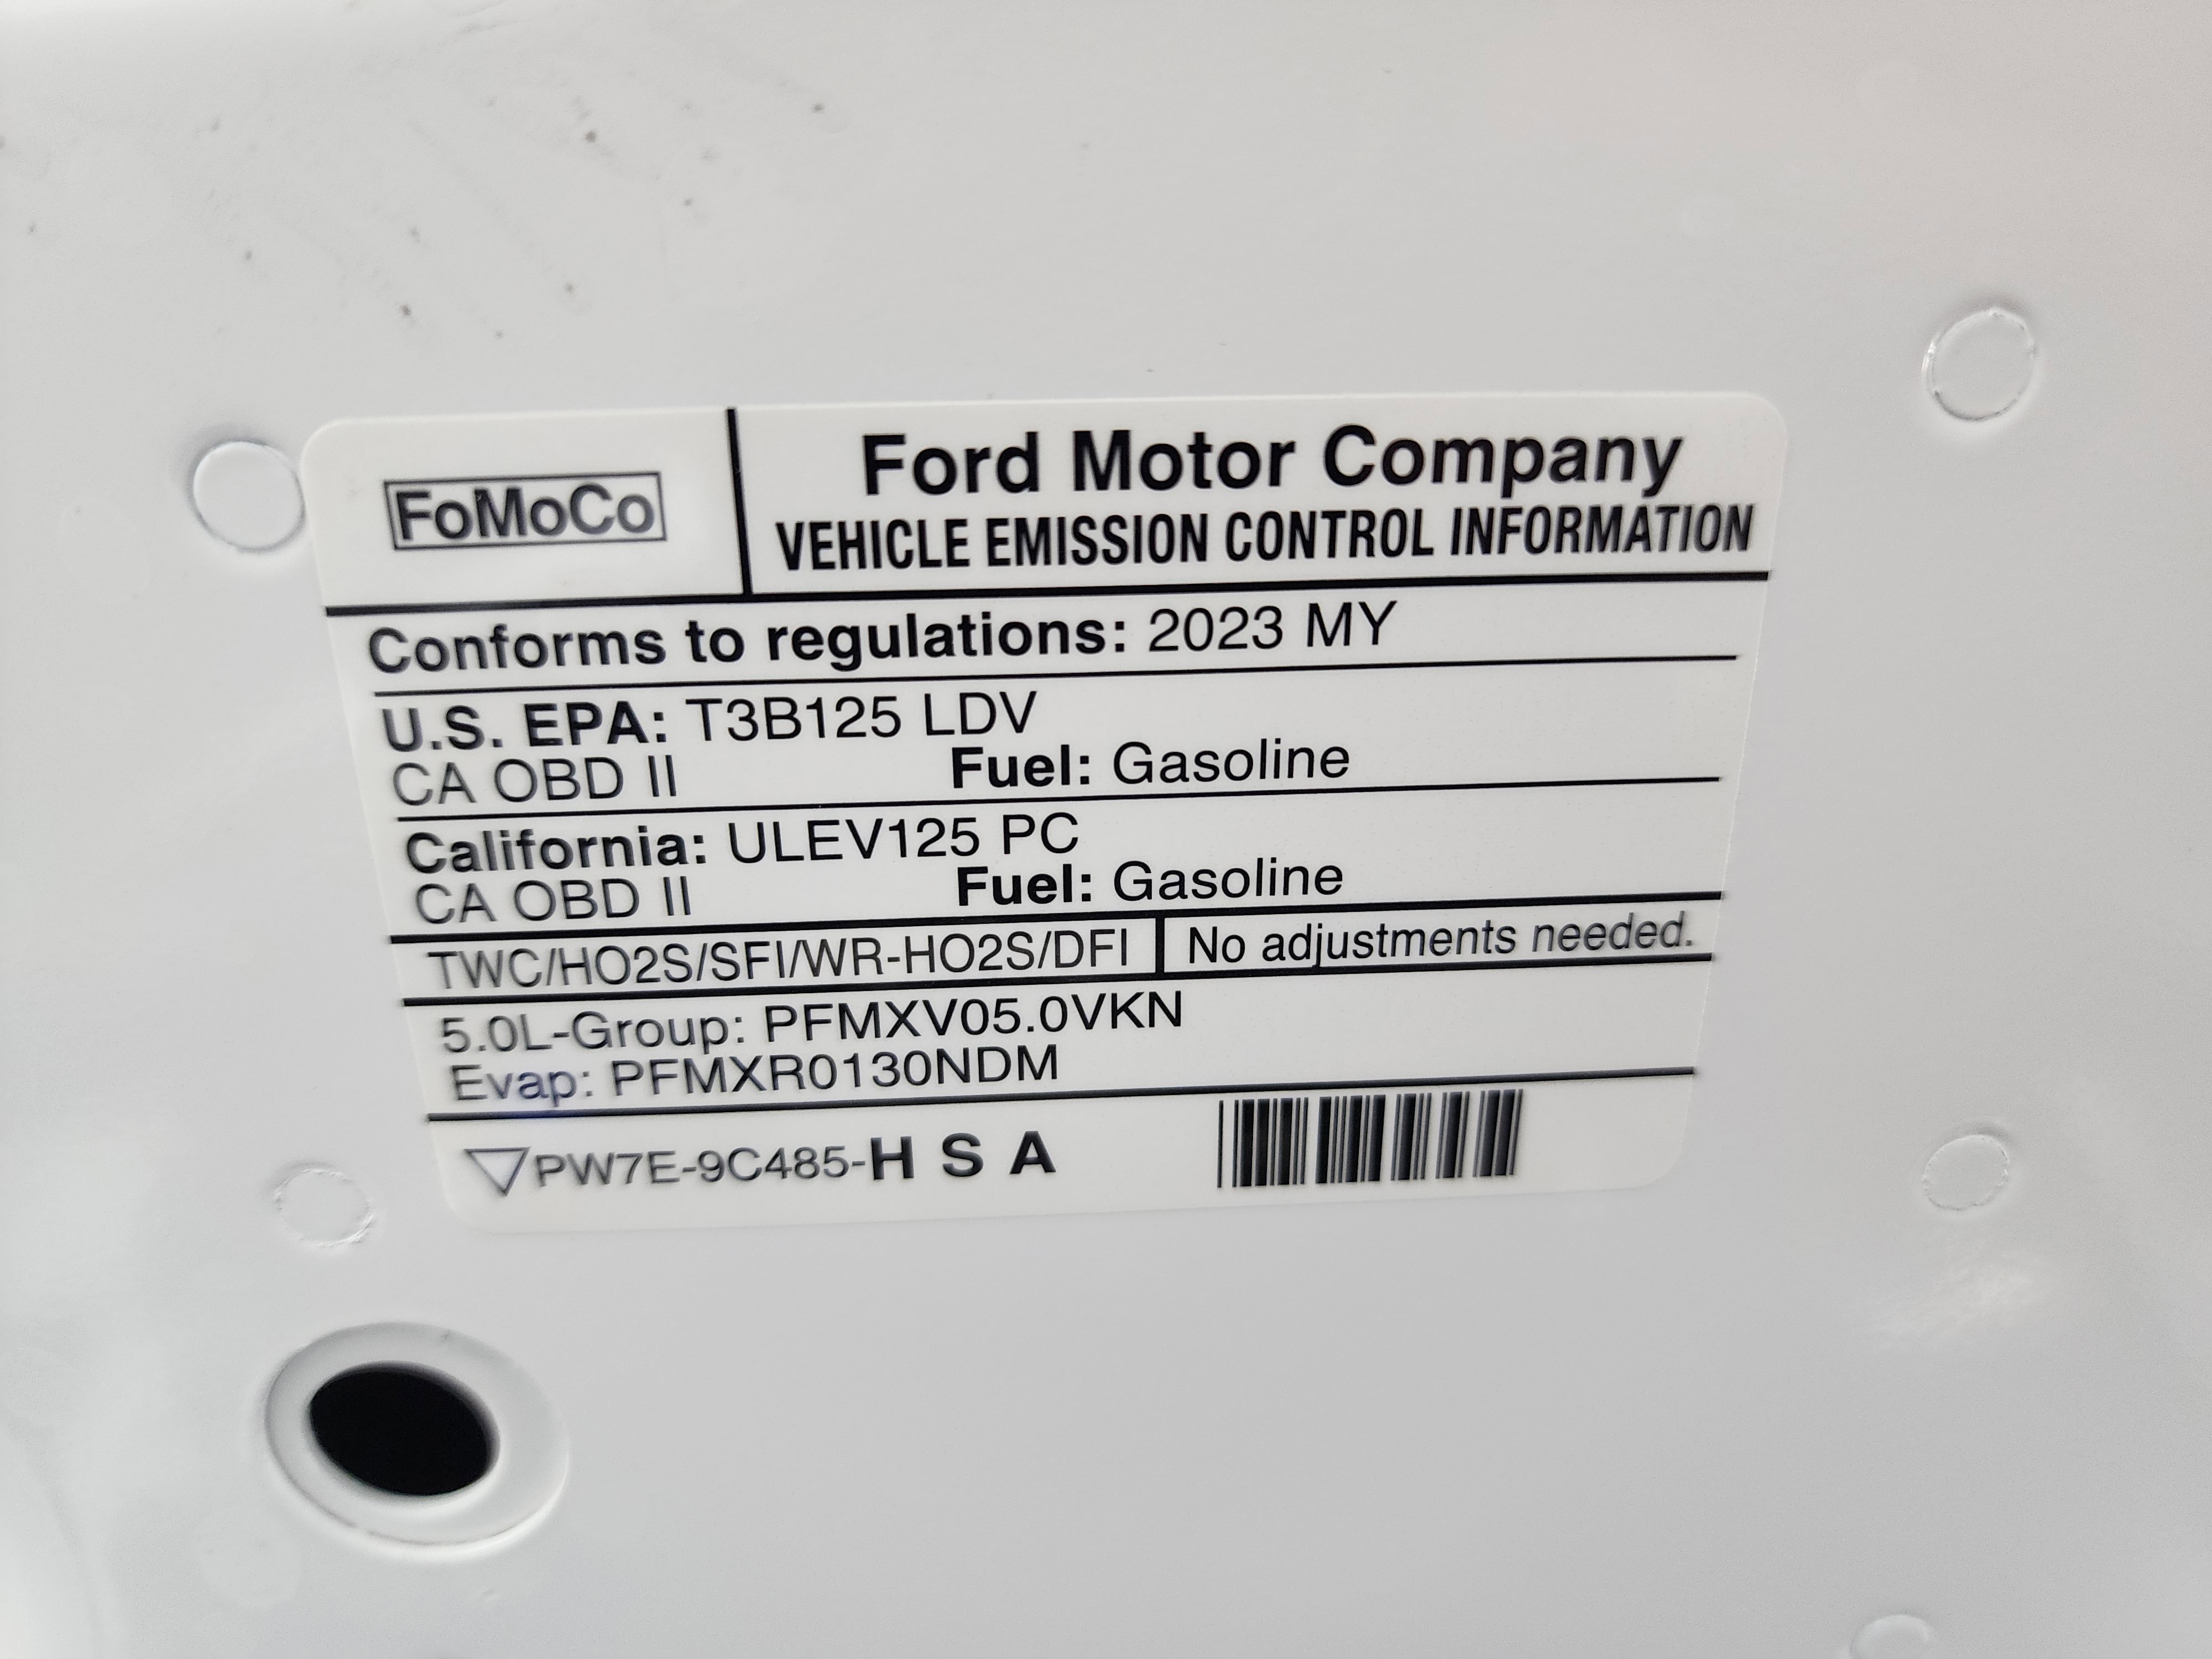 FoMoCo
Ford Motor Company
VEHICLE EMISSION CONTROL INFORMATION
Conforms to regulations: 2023 MY
U.S. EPA: T3B125 LDV
CA OBD II Fuel: Gasoline
California: ULEV125 PC
CA OBD II Fuel: Gasoline
TWC/HO2S/SFI/WR-HO2S/DFI No adjustments needed.
5.0L-Group: PFMXV05.0VKN
Evap: PFMXR0130NDM
PW7E-9C485-H S A